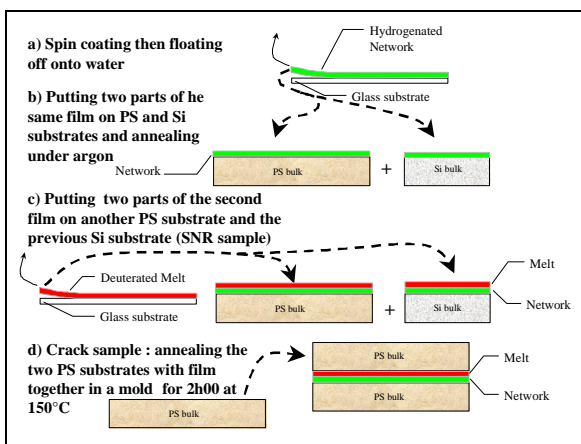 a) Spin coating then floating
off onto water
Hydrogenated
Network
Glass substrate
b) Putting two parts of he
same film on PS and Si
substrates and annealing
under argon
Network
PS bulk
+
Si bulk
c) Putting two parts of the second
film on another PS substrate and the
previous Si substrate (SNR sample)
Deuterated Melt
Glass substrate
PS bulk
+
Si bulk
Melt
Network
d) Crack sample : annealing the
two PS substrates with film
together in a mold for 2h00 at
150°C
PS bulk
PS bulk
Melt
Network
PS bulk